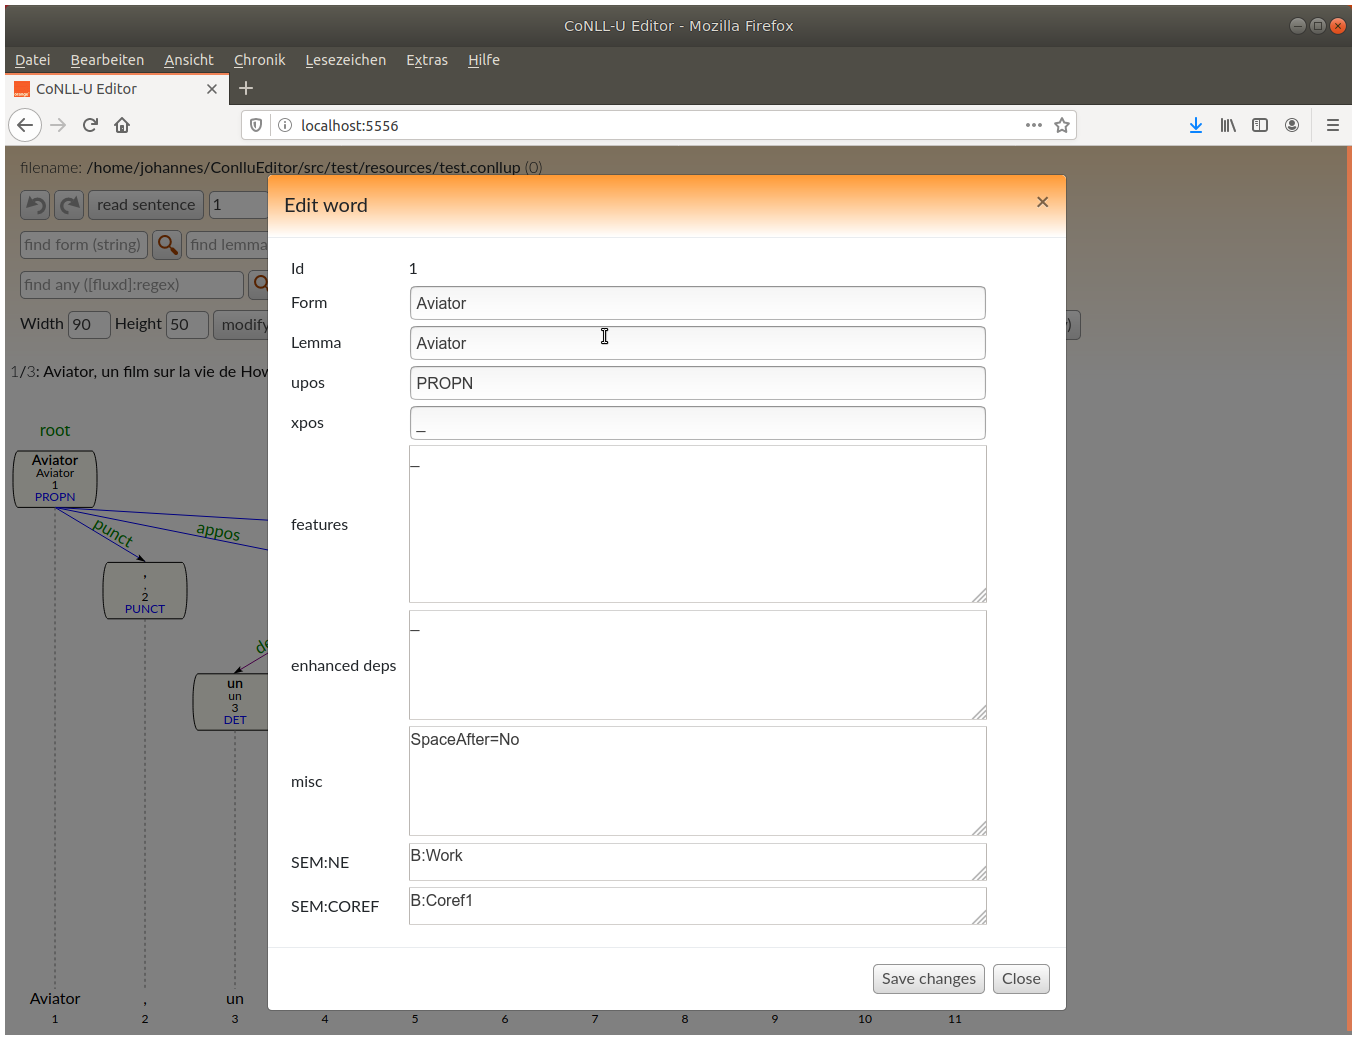 CoNLL-U Editor - Mozilla Firefox
Datei Bearbeiten Ansicht Chronik Lesezeichen Extras Hilfe
CoNLL-U Editor
localhost:5556
filename: /home/johannes/ConlluEditor/src/test/resources/test.conllup (0)
read sentence 1
find form (string) find lemma
find any ([fluxd]:regex)
Width 90 Height 50 modify )
1/3: Aviator, un film sur la vie de How
root
Aviator
Aviator
1
PROPN
punct
appos
,
,
2
PUNCT
de
un
un
3
DET
Aviator , un
1 2 3 4 5 6 7 8 9 10 11
Edit word
Id 1
Form Aviator
Lemma Aviator
upos PROPN
xpos _
features _
enhanced deps _
misc SpaceAfter=No
SEM:NE B:Work
SEM:COREF B:Coref1
Save changes Close